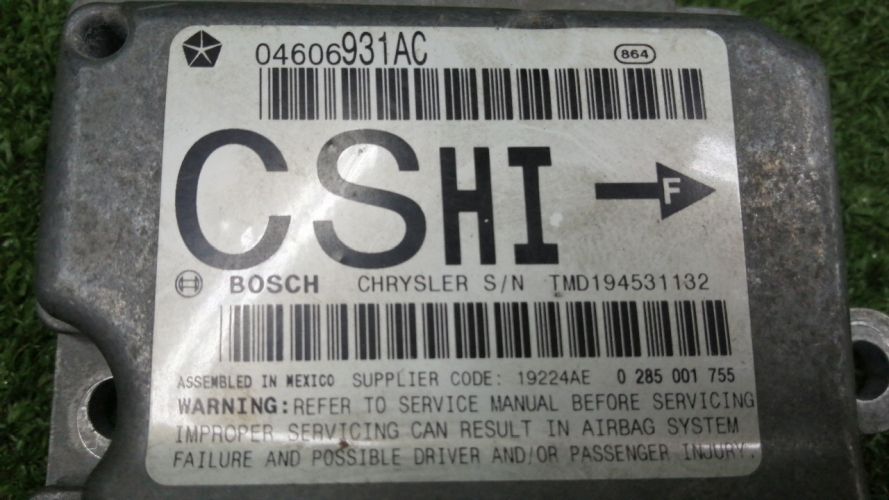 04606931AC 864
CSHI F
BOSCH CHRYSLER S/N TMD194531132
ASSEMBLED IN MEXICO SUPPLIER CODE: 19224AE 0 285 001 755
WARNING: REFER TO SERVICE MANUAL BEFORE SERVICING
IMPROPER SERVICING CAN RESULT IN AIRBAG SYSTEM
FAILURE AND POSSIBLE DRIVER AND/OR PASSENGER INJURY.